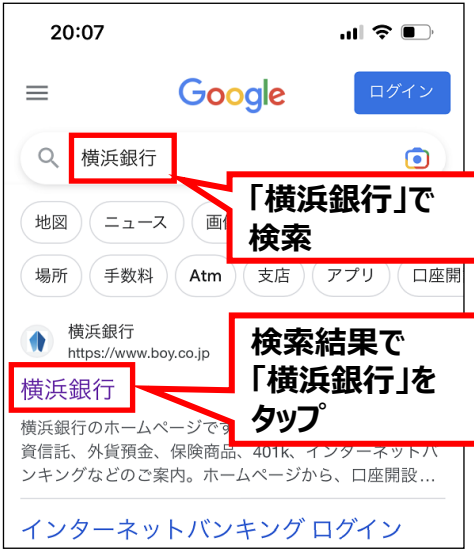 20:07
Google
ログイン
横浜銀行
「横浜銀行」で
検索
地図 ニュース
場所 手数料 Atm 支店 アプリ 口座開
横浜銀行
https://www.boy.co.jp
検索結果で
「横浜銀行」を
タップ
横浜銀行
横浜銀行のホームページです
資信託、外貨預金、保険商品、401k、インターネットバ
ンキングなどのご案内。ホームページから、口座開設...
インターネットバンキング ログイン